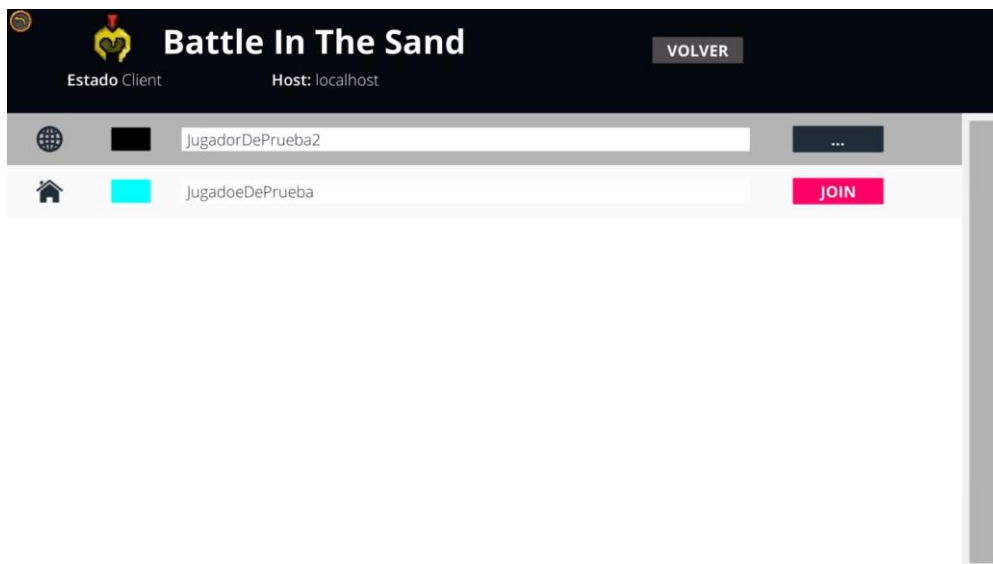 Battle In The Sand
VOLVER
Estado Client
Host: localhost
JugadorDePrueba2
...
JugadoeDePrueba
JOIN